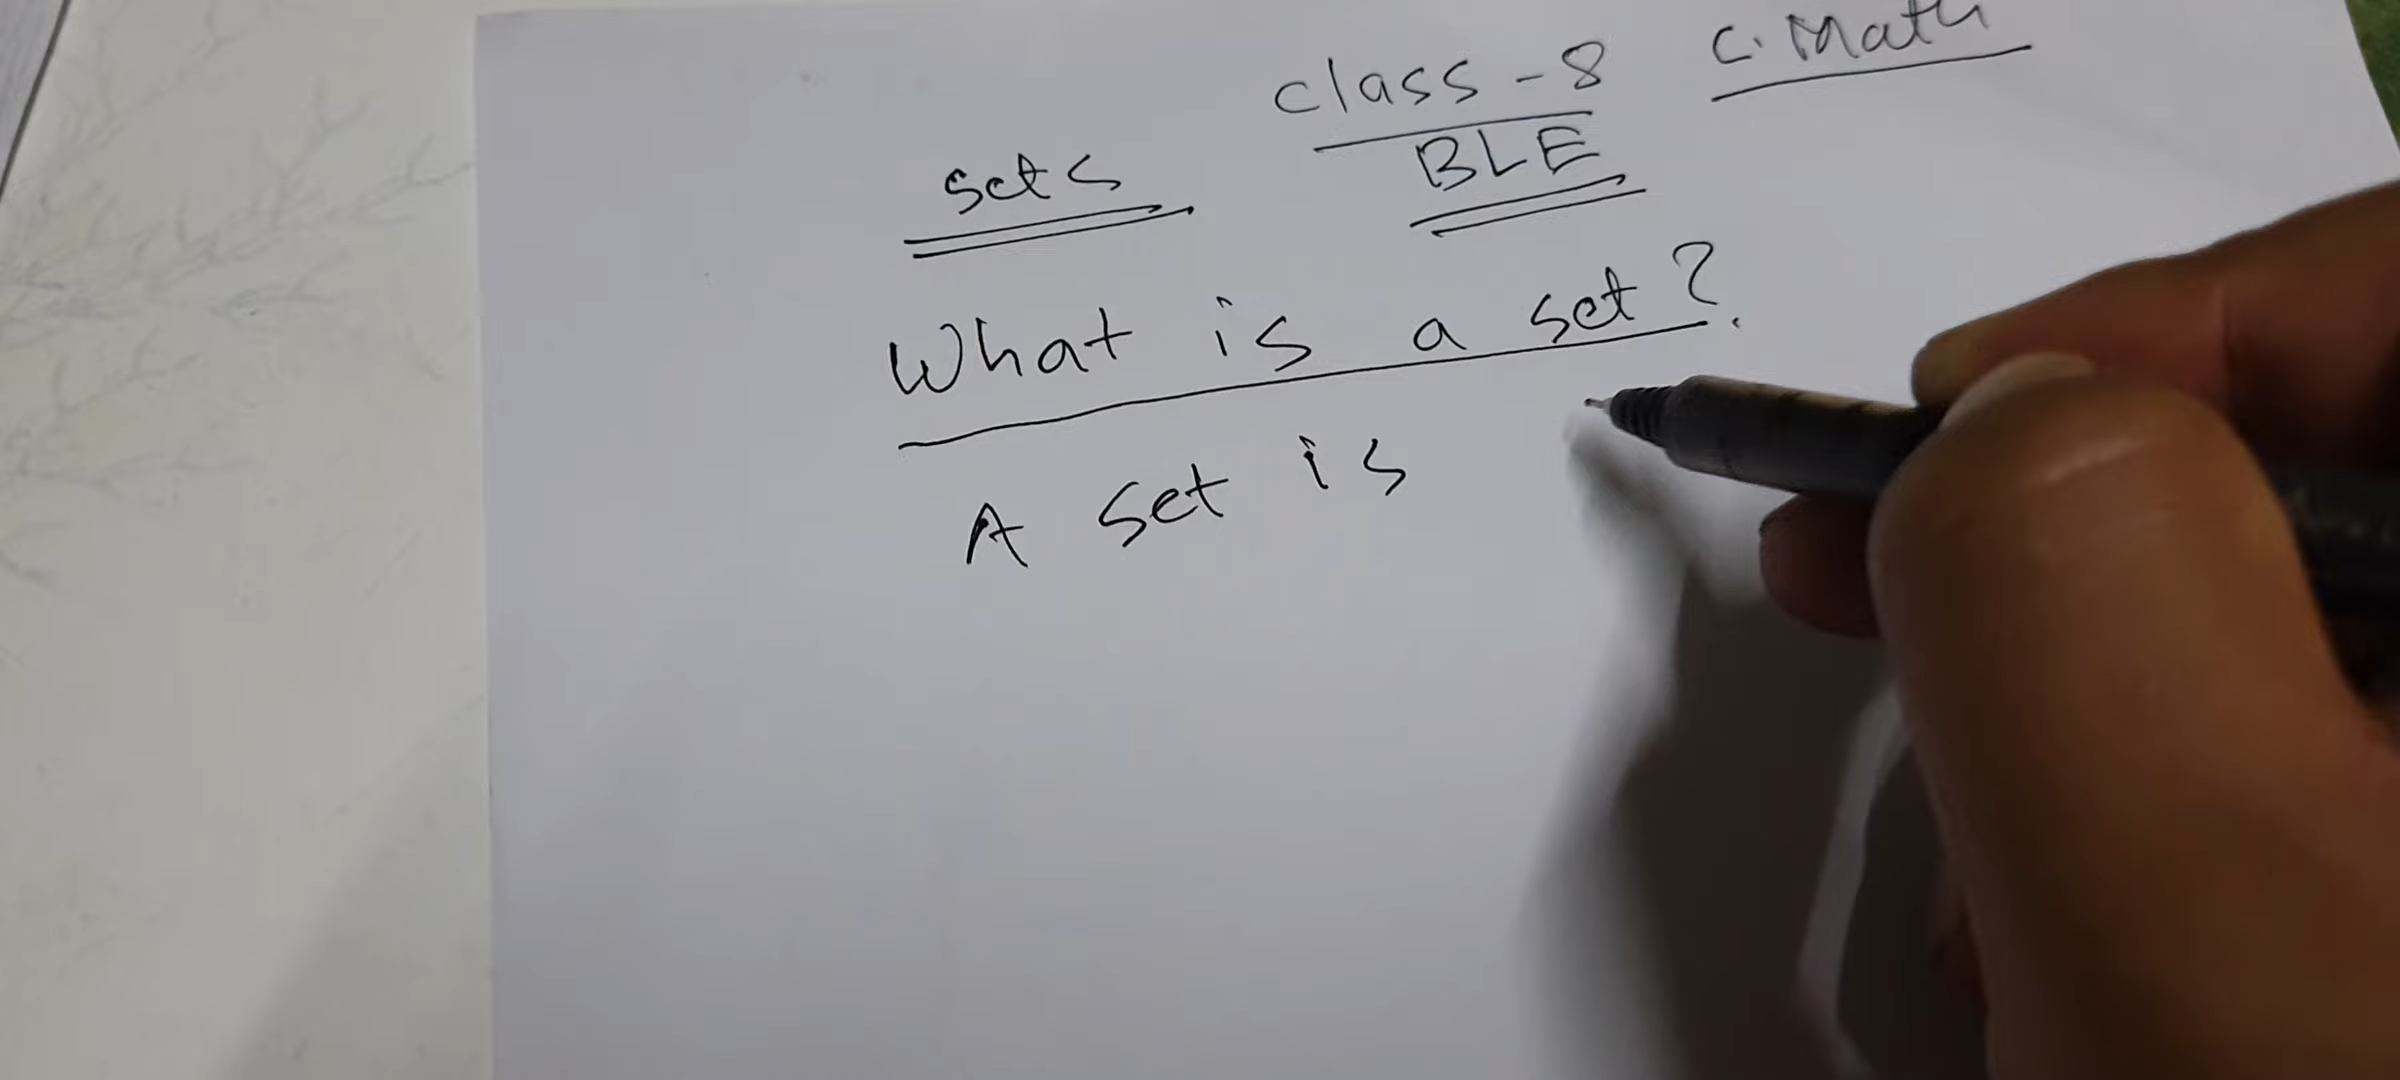 class - 8 C. Math
sets BLE
What is a set?
A set is